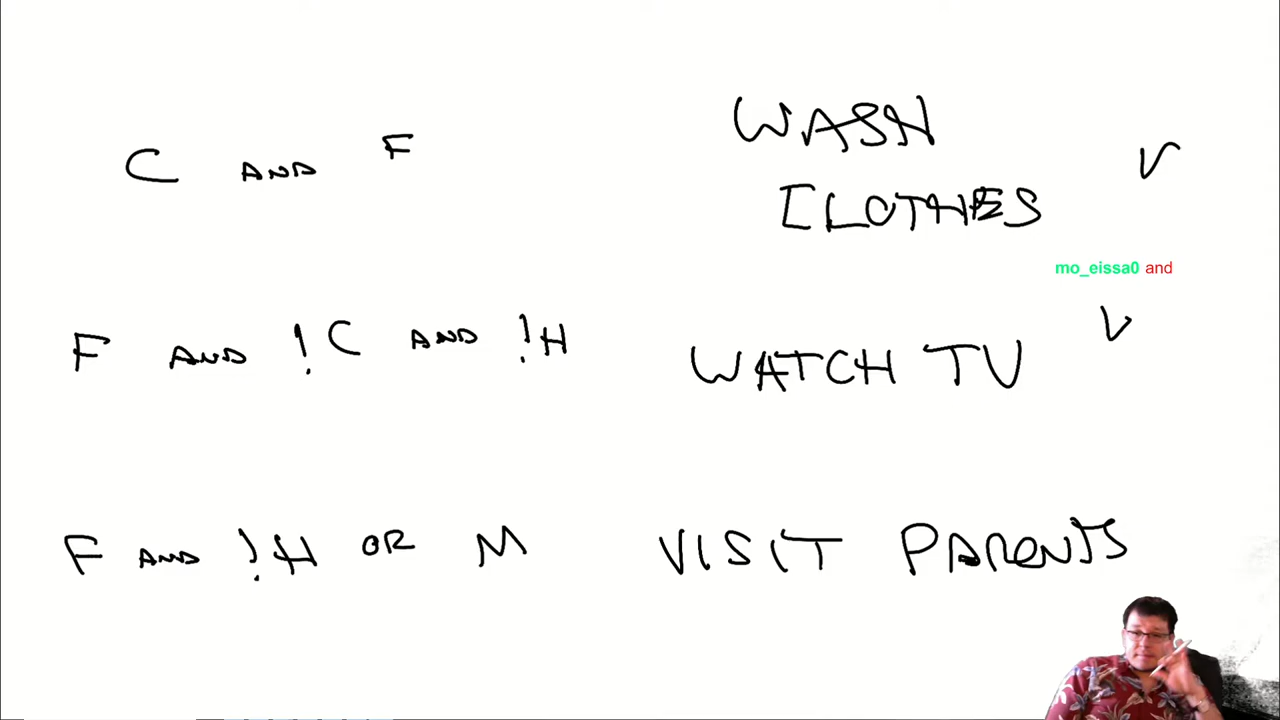 C AND F
WASH
CLOTHES
V
mo_eissa0 and
F AND !C AND !H
WATCH TV
V
F AND !H OR M
VISIT PARENTS